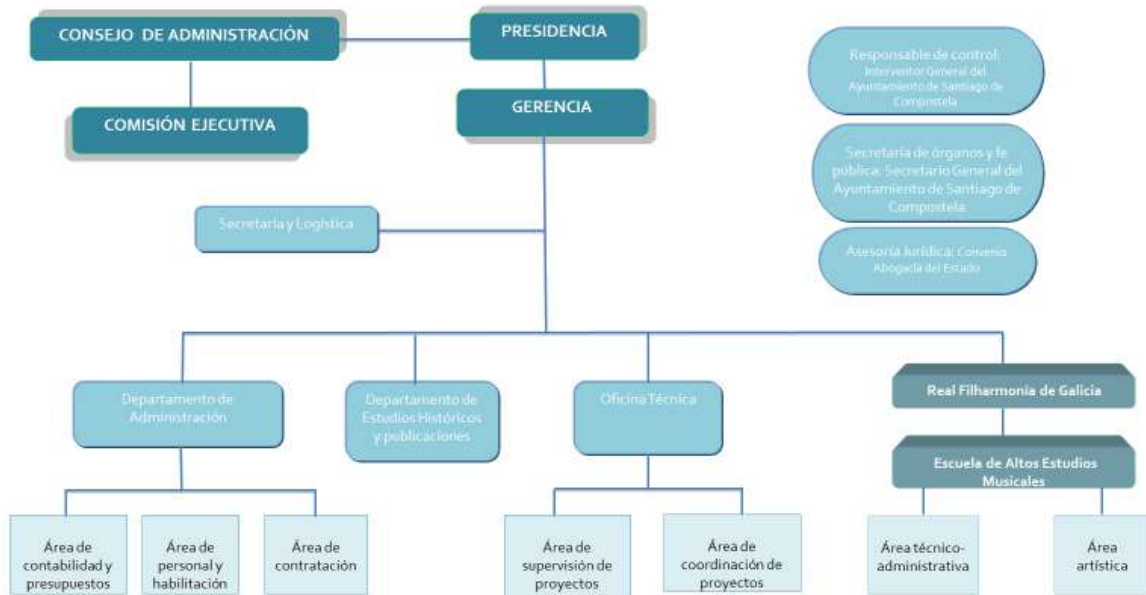 CONSEJO DE ADMINISTRACIÓN
PRESIDENCIA
COMISIÓN EJECUTIVA
GERENCIA
Responsable de control:
Interventor General del
Ayuntamiento de Santiago de
Compostela
Secretaría de órganos y fe
pública: Secretario General del
Ayuntamiento de Santiago de
Compostela
Asesoría Jurídica: Convenio
Abogacía del Estado
Secretaría y Logística
Departamento de
Administración
Departamento de
Estudios Históricos
y publicaciones
Oficina Técnica
Real Filharmonía de Galicia
Escuela de Altos Estudios
Musicales
Área de
contabilidad y
presupuestos
Área de
personal y
habilitación
Área de
contratación
Área de
supervisión de
proyectos
Área de
coordinación de
proyectos
Área técnico-
administrativa
Área
artística